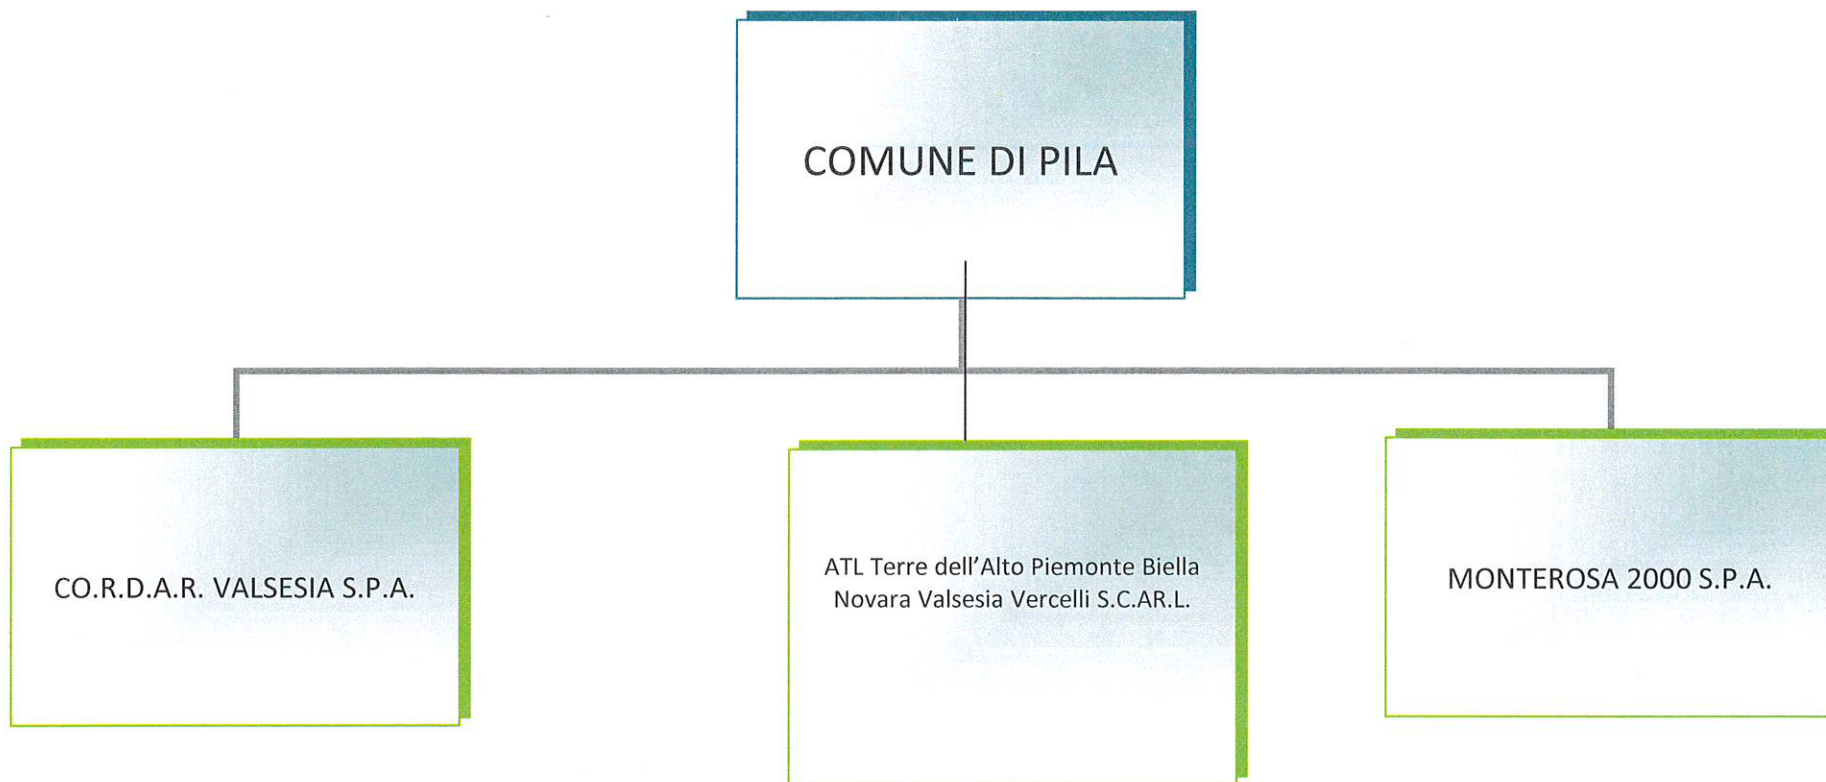 COMUNE DI PILA
CO.R.D.A.R. VALSESIA S.P.A.
ATL Terre dell’Alto Piemonte Biella
Novara Valsesia Vercelli S.C.AR.L.
MONTEROSA 2000 S.P.A.